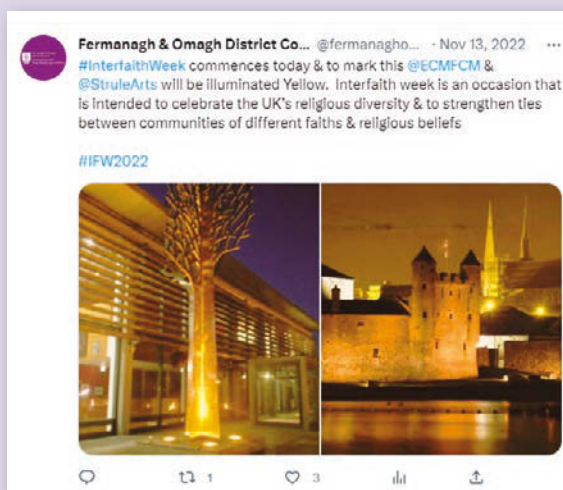 Fermanagh & Omagh District Co... @fermanagho... · Nov 13, 2022 ...
#InterfaithWeek commences today & to mark this @ECMFCM &
@StruleArts will be illuminated Yellow. Interfaith week is an occasion that
is intended to celebrate the UK's religious diversity & to strengthen ties
between communities of different faiths & religious beliefs
#IFW2022
1 3